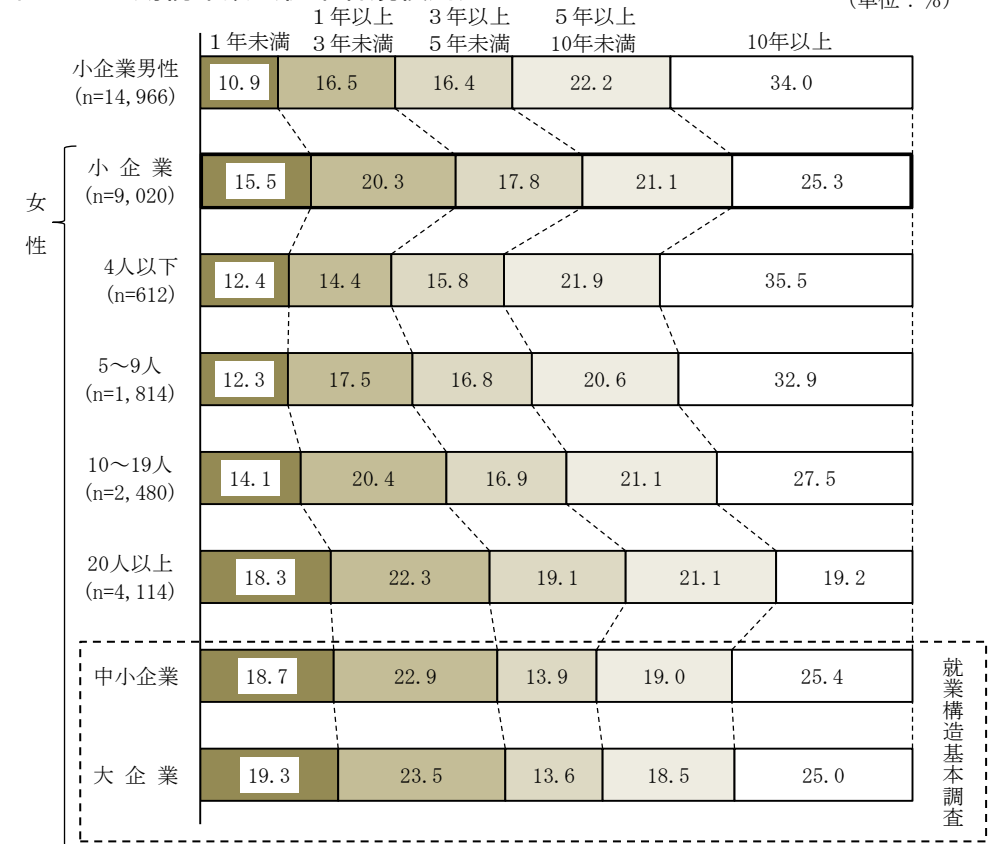 (単位：%)
1年以上 3年以上 5年以上
1年未満 3年未満 5年未満 10年未満 10年以上
小企業男性
(n=14,966)
10.9 16.5 16.4 22.2 34.0
女性
小企業
(n=9,020)
15.5 20.3 17.8 21.1 25.3
4人以下
(n=612)
12.4 14.4 15.8 21.9 35.5
5～9人
(n=1,814)
12.3 17.5 16.8 20.6 32.9
10～19人
(n=2,480)
14.1 20.4 16.9 21.1 27.5
20人以上
(n=4,114)
18.3 22.3 19.1 21.1 19.2
中小企業 18.7 22.9 13.9 19.0 25.4
大企業 19.3 23.5 13.6 18.5 25.0
就業構造基本調査